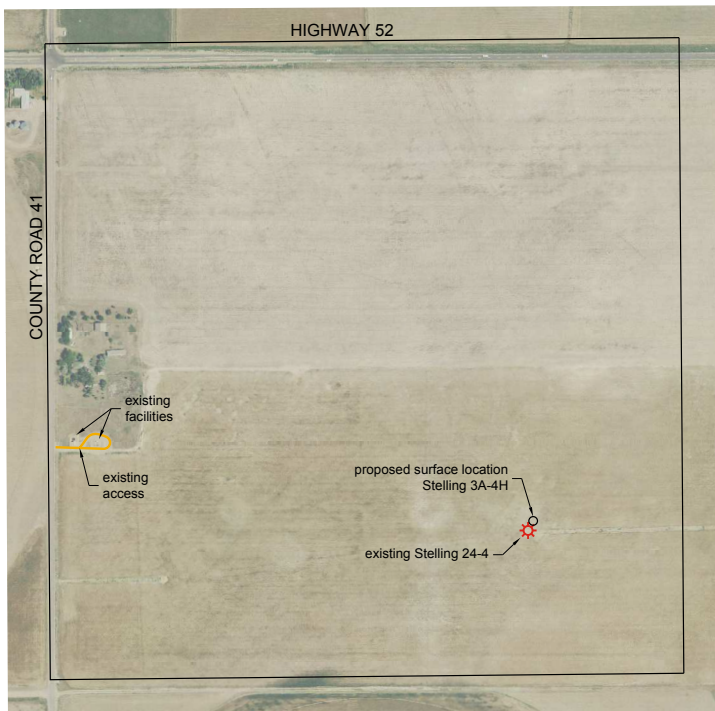 HIGHWAY 52
COUNTY ROAD 41
existing
facilities
existing
access
proposed surface location
Stelling 3A-4H
existing Stelling 24-4